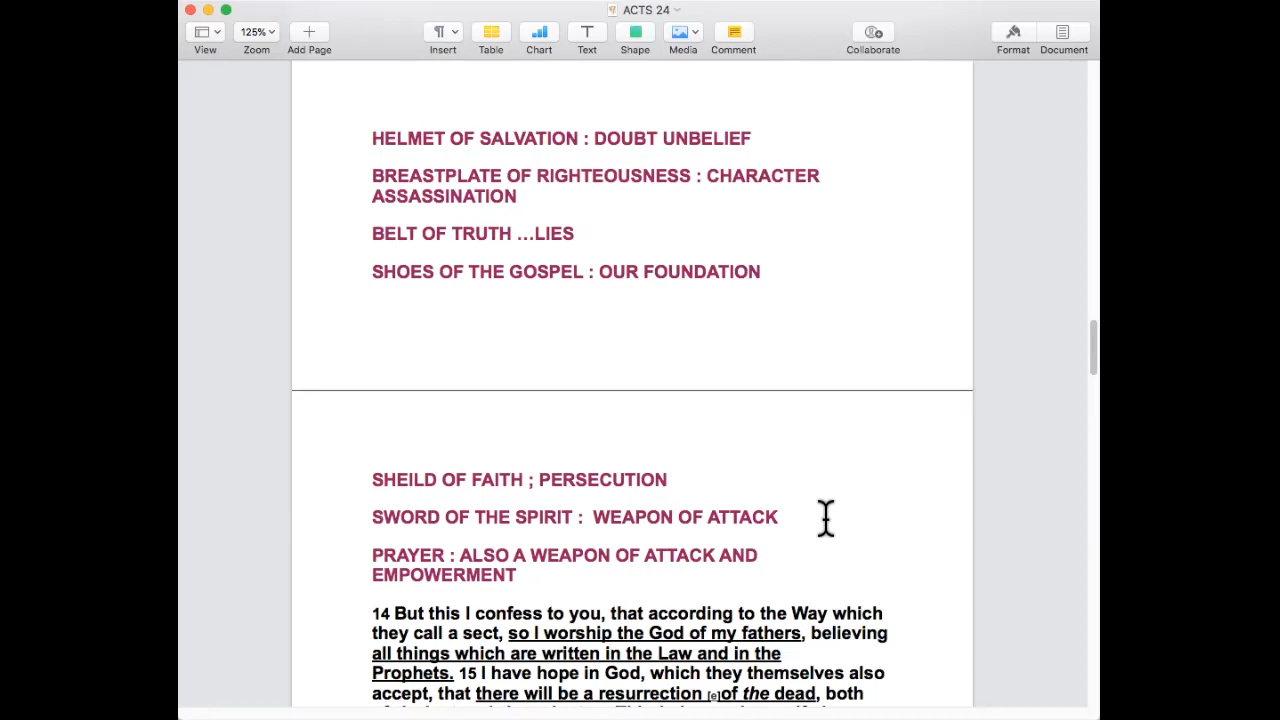 ACTS 24
125%
View
Zoom
Add Page
Insert
Table
Chart
Text
Shape
Media
Comment
Collaborate
Format
Document
HELMET OF SALVATION : DOUBT UNBELIEF
BREASTPLATE OF RIGHTEOUSNESS : CHARACTER
ASSASSINATION
BELT OF TRUTH …LIES
SHOES OF THE GOSPEL : OUR FOUNDATION
SHEILD OF FAITH ; PERSECUTION
SWORD OF THE SPIRIT :  WEAPON OF ATTACK
PRAYER : ALSO A WEAPON OF ATTACK AND
EMPOWERMENT
14 But this I confess to you, that according to the Way which
they call a sect, so I worship the God of my fathers, believing
all things which are written in the Law and in the
Prophets. 15 I have hope in God, which they themselves also
accept, that there will be a resurrection [e]of the dead, both